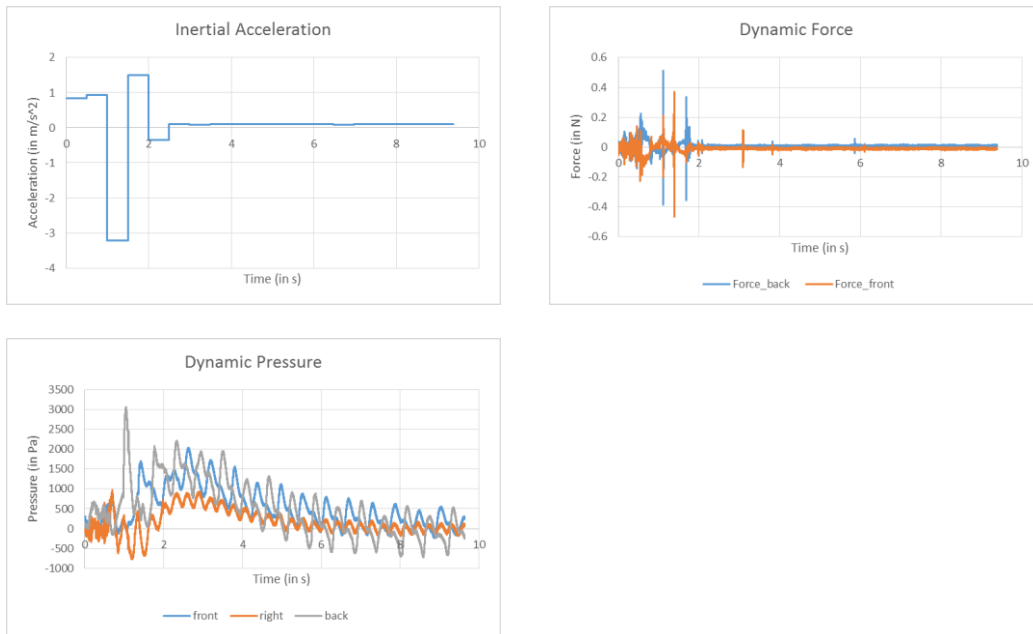 Inertial Acceleration
2
1
0
-1
-2
-3
-4
0 2 4 6 8 10
Acceleration (in m/s^2)
Time (in s)
Dynamic Force
0.6
0.4
0.2
0
-0.2
-0.4
-0.6
0 2 4 6 8 10
Force (in N)
Time (in s)
Force_back Force_front
Dynamic Pressure
3500
3000
2500
2000
1500
1000
500
0
-500
-1000
0 2 4 6 8 10
Pressure (in Pa)
Time (in s)
front right back